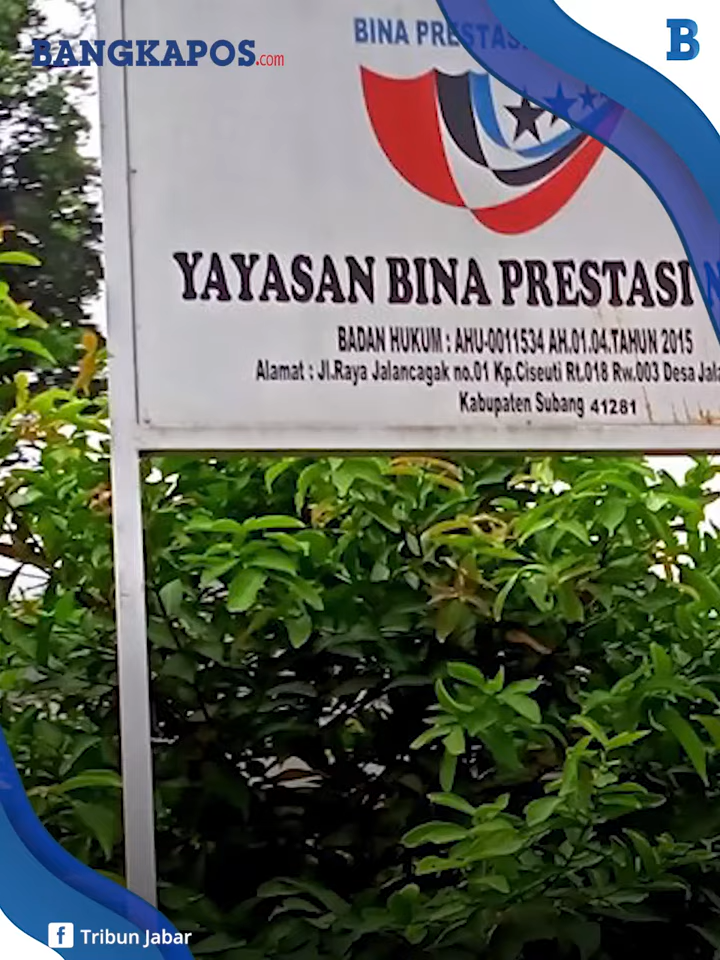 BANGKAPOS.com
B
BINA PRESTASI
YAYASAN BINA PRESTASI
BADAN HUKUM : AHU-0011534 AH.01.04.TAHUN 2015
Alamat : Jl.Raya Jalancagak no.01 Kp.Ciseuti Rt.018 Rw.003 Desa
Kabupaten Subang 41281
f Tribun Jabar